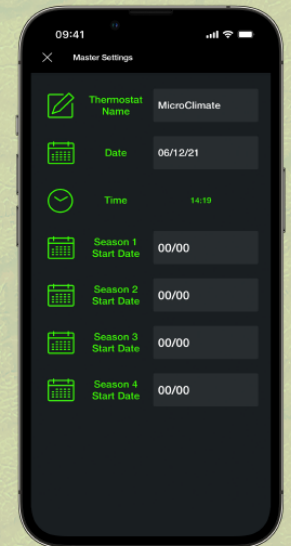 09:41
Master Settings
Thermostat
Name
MicroClimate
Date
06/12/21
Time
14:19
Season 1
Start Date
00/00
Season 2
Start Date
00/00
Season 3
Start Date
00/00
Season 4
Start Date
00/00